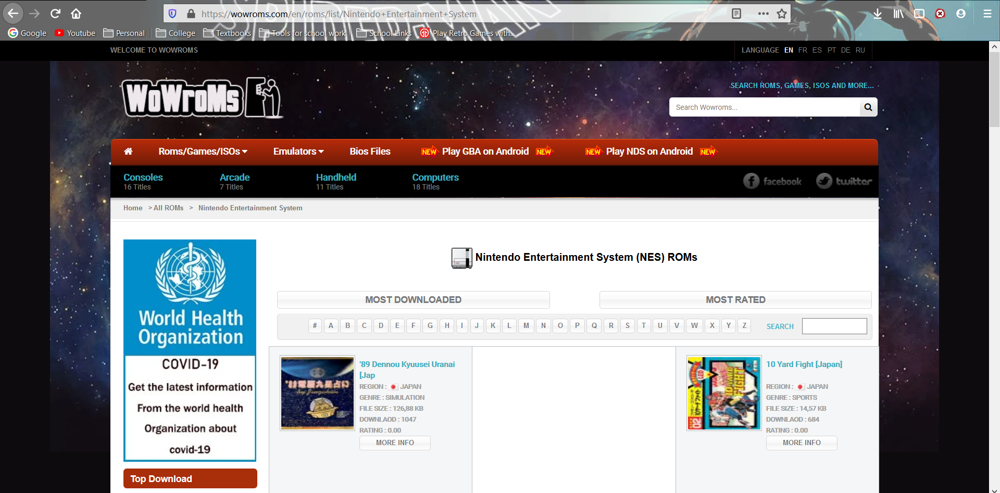 https://wowroms.com/en/roms/list/Nintendo+Entertainment+System
Google Youtube Personal College Textbooks Tools for school work School Links Play Retro Games with...
WELCOME TO WOWROMS
LANGUAGE EN FR ES PT DE RU
WoWroMs
SEARCH ROMS, GAMES, ISOS AND MORE...
Search Wowroms...
Roms/Games/ISOs Emulators Bios Files NEW Play GBA on Android NEW NEW Play NDS on Android NEW
Consoles Arcade Handheld Computers
16 Titles 7 Titles 11 Titles 18 Titles
facebook twitter
Home > All ROMs > Nintendo Entertainment System
World Health
Organization
COVID-19
Get the latest information
From the world health
Organization about
covid-19
Top Download
Nintendo Entertainment System (NES) ROMs
MOST DOWNLOADED MOST RATED
# A B C D E F G H I J K L M N O P Q R S T U V W X Y Z SEARCH
'89 Dennou Kyuusei Uranai
[Jap
REGION : JAPAN
GENRE : SIMULATION
FILE SIZE : 126,88 KB
DOWNLAOD : 1047
RATING : 0.00
MORE INFO
10 Yard Fight [Japan]
REGION : JAPAN
GENRE : SPORTS
FILE SIZE : 14,57 KB
DOWNLAOD : 684
RATING : 0.00
MORE INFO